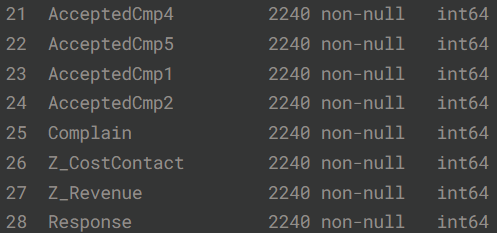 21 AcceptedCmp4 2240 non-null int64
22 AcceptedCmp5 2240 non-null int64
23 AcceptedCmp1 2240 non-null int64
24 AcceptedCmp2 2240 non-null int64
25 Complain 2240 non-null int64
26 Z_CostContact 2240 non-null int64
27 Z_Revenue 2240 non-null int64
28 Response 2240 non-null int64